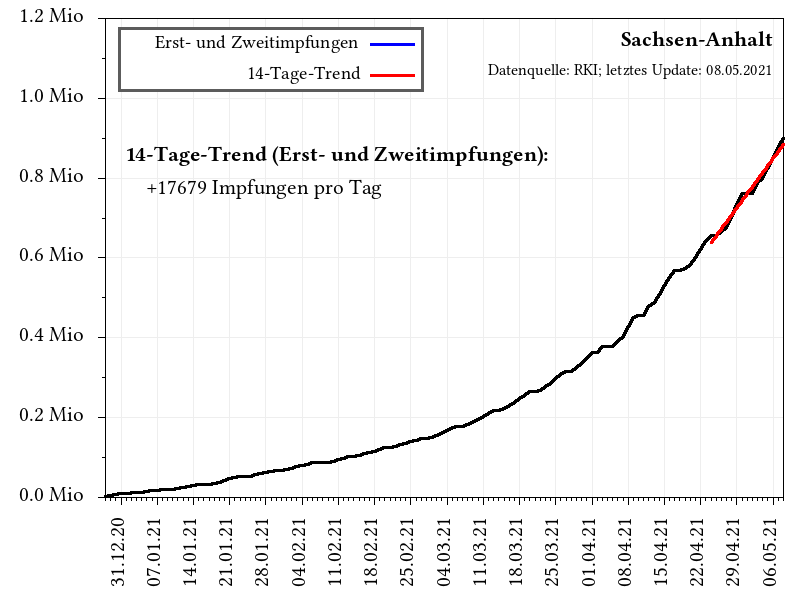 1.2 Mio
Erst- und Zweitimpfungen
14-Tage-Trend
Sachsen-Anhalt
Datenquelle: RKI; letztes Update: 08.05.2021
1.0 Mio
14-Tage-Trend (Erst- und Zweitimpfungen):
+17679 Impfungen pro Tag
0.8 Mio
0.6 Mio
0.4 Mio
0.2 Mio
0.0 Mio
31.12.20
07.01.21
14.01.21
21.01.21
28.01.21
04.02.21
11.02.21
18.02.21
25.02.21
04.03.21
11.03.21
18.03.21
25.03.21
01.04.21
08.04.21
15.04.21
22.04.21
29.04.21
06.05.21